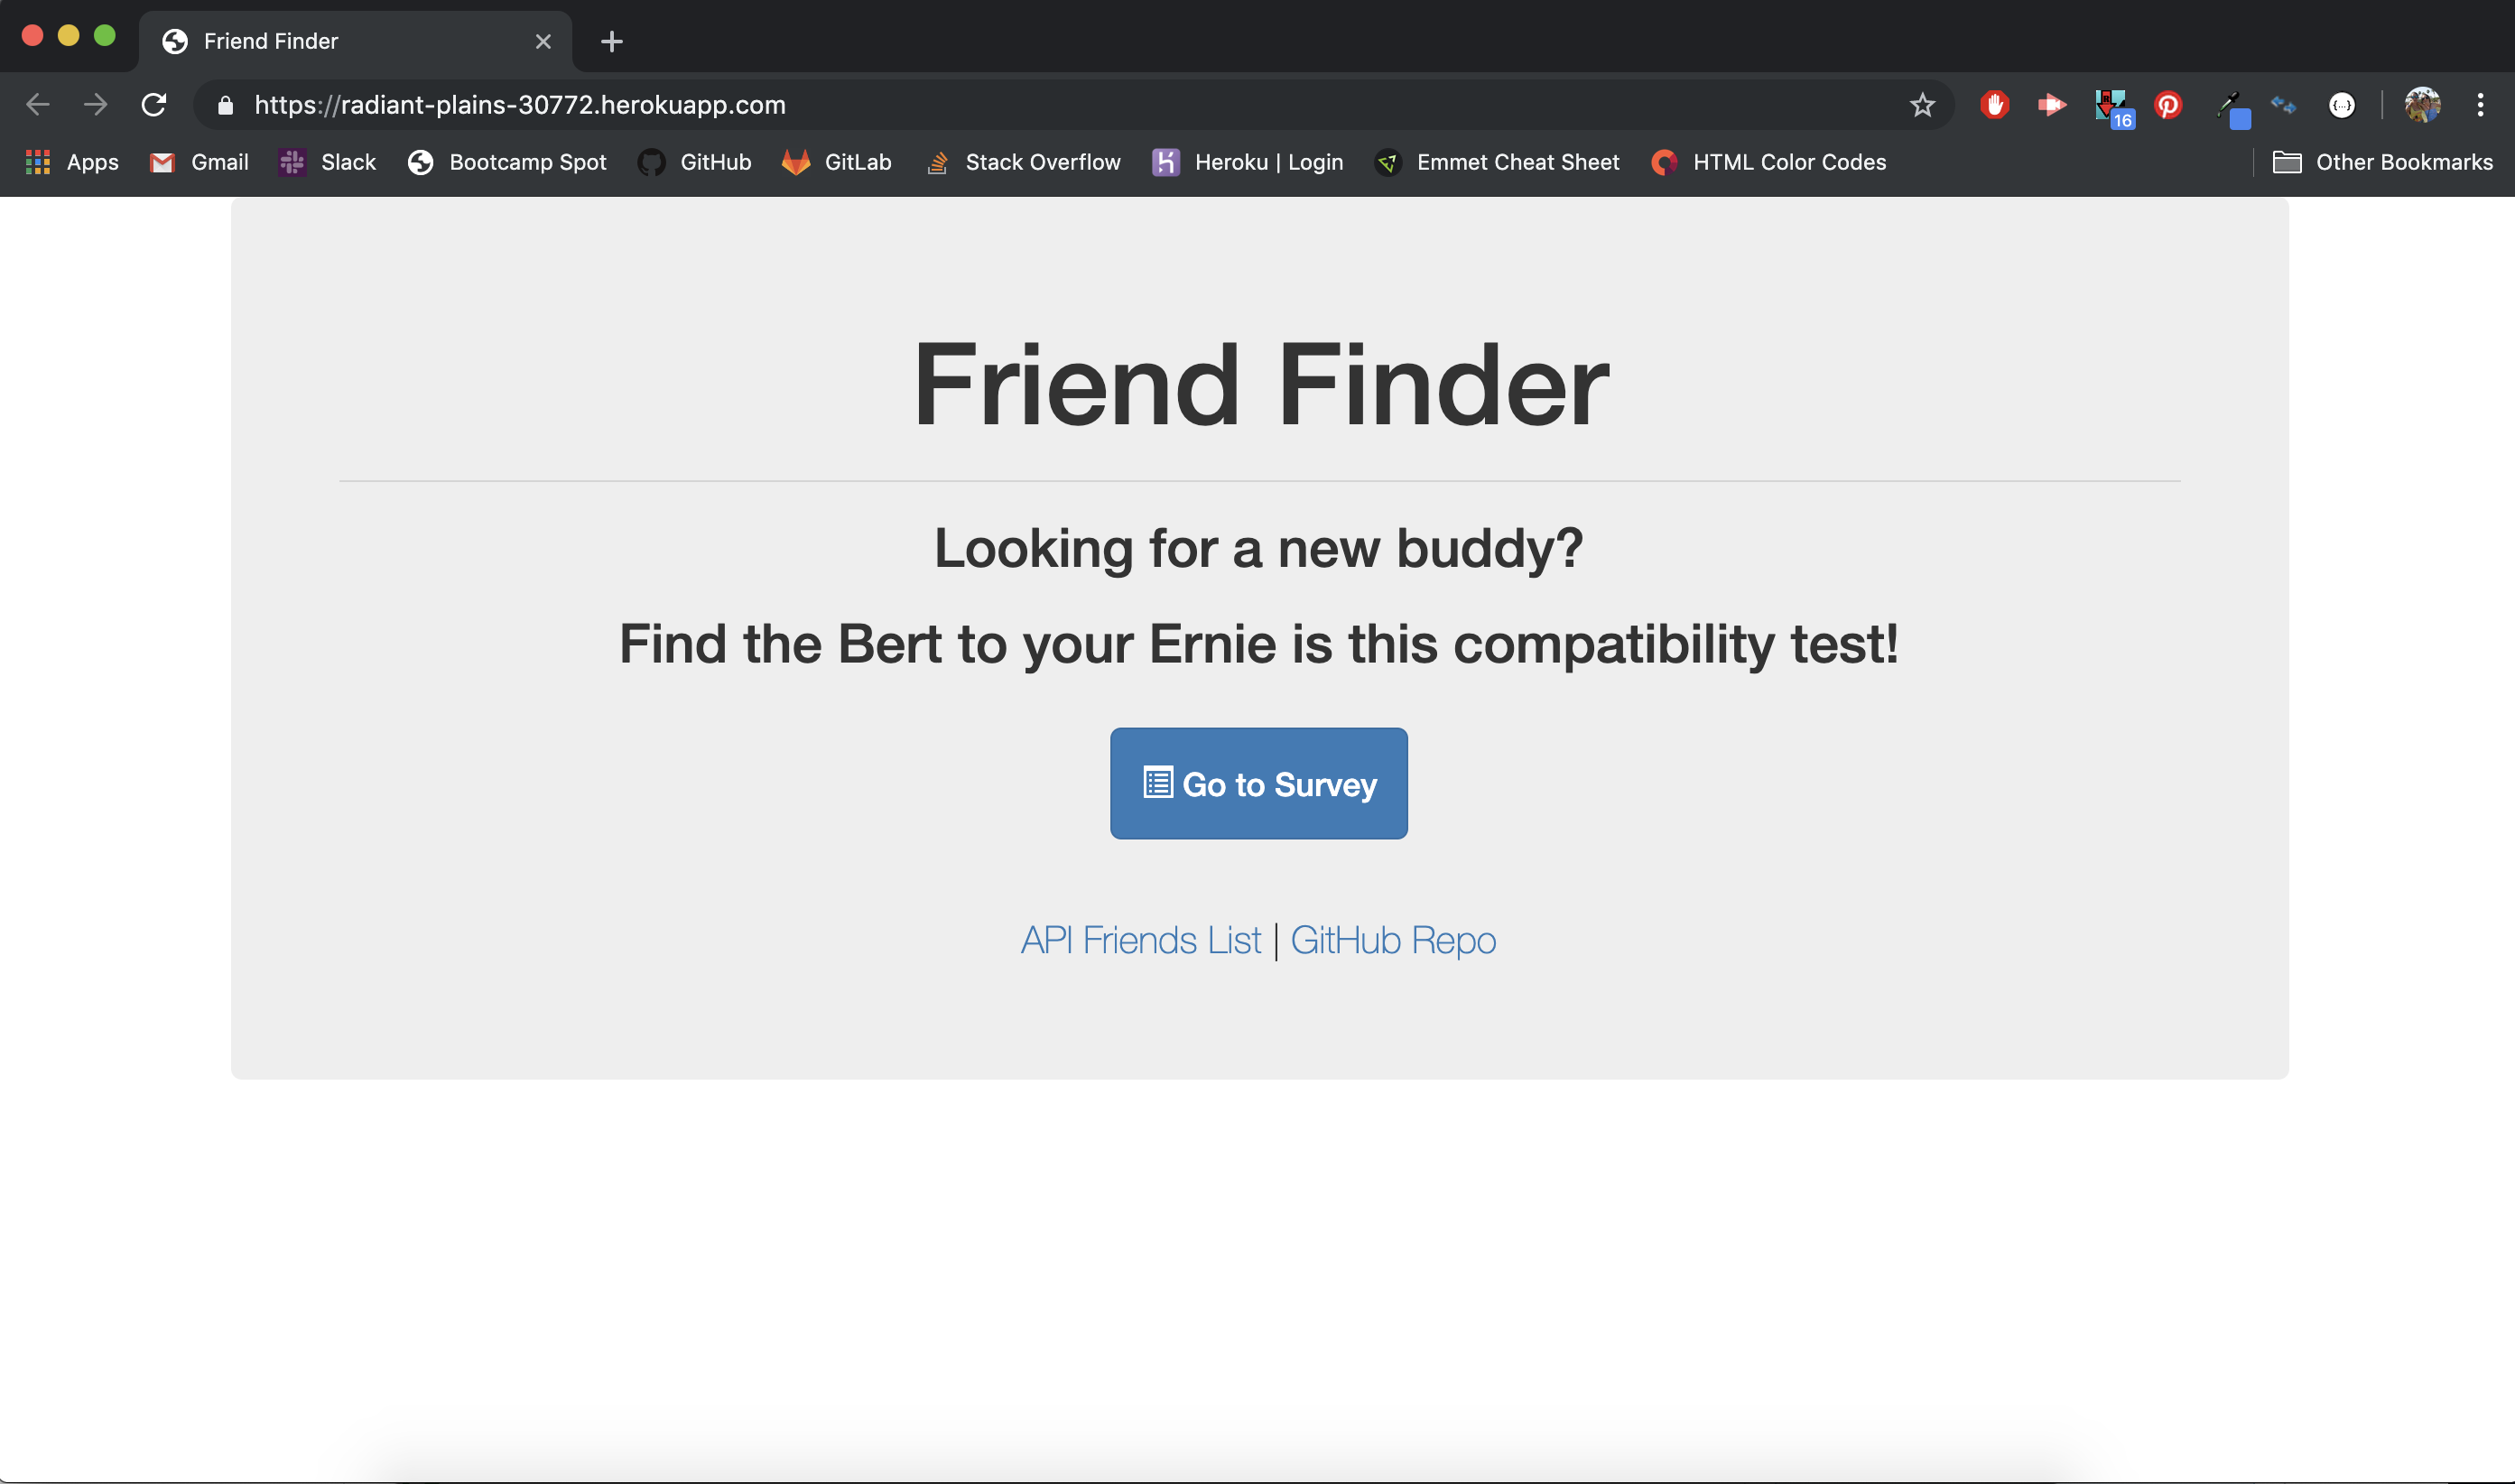 Friend Finder
https://radiant-plains-30772.herokuapp.com
16
Apps Gmail Slack Bootcamp Spot GitHub GitLab Stack Overflow Heroku | Login Emmet Cheat Sheet HTML Color Codes Other Bookmarks
Friend Finder
Looking for a new buddy?
Find the Bert to your Ernie is this compatibility test!
Go to Survey
API Friends List | GitHub Repo